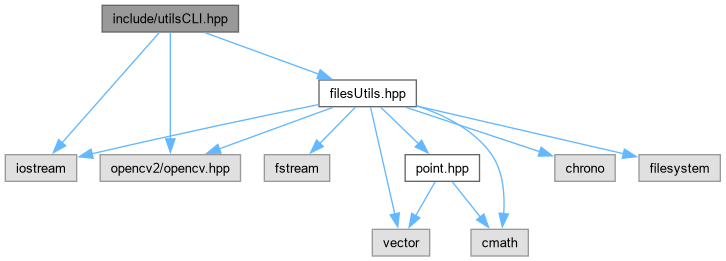 include/utilsCLI.hpp
filesUtils.hpp
iostream
opencv2/opencv.hpp
fstream
point.hpp
chrono
filesystem
vector
cmath